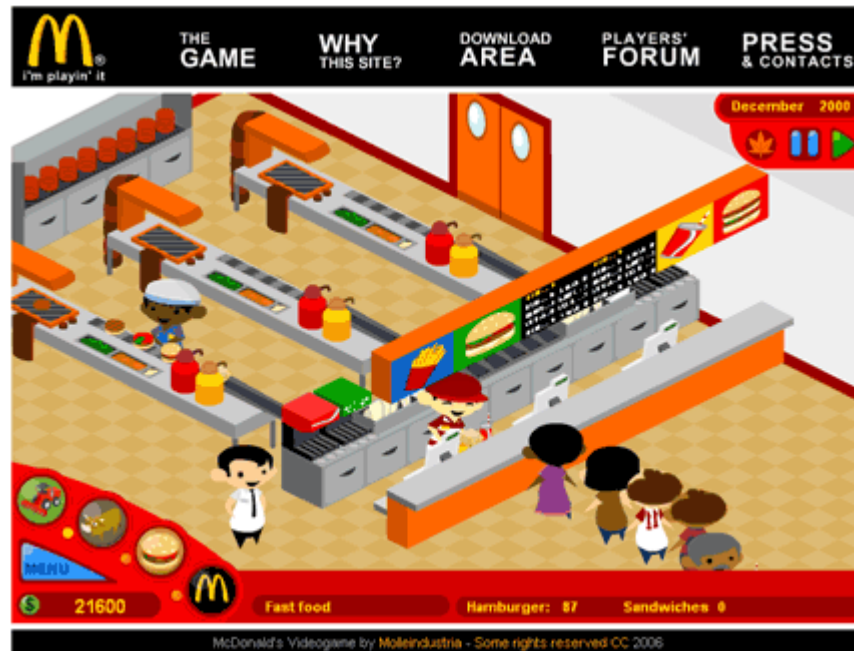 THE
GAME
WHY
THIS SITE?
DOWNLOAD
AREA
PLAYERS'
FORUM
PRESS
& CONTACTS
i'm playin' it
December 2000
MENU
$ 21600
Fast food
Hamburger: 87
Sandwiches 0
McDonald's Videogame by Molleindustria - Some rights reserved CC 2006